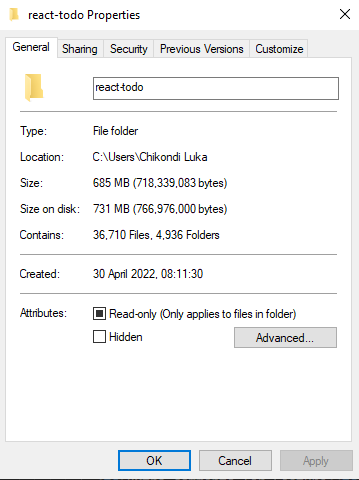 react-todo Properties
General Sharing Security Previous Versions Customize
react-todo
Type: File folder
Location: C:\Users\Chikondi Luka
Size: 685 MB (718,339,083 bytes)
Size on disk: 731 MB (766,976,000 bytes)
Contains: 36,710 Files, 4,936 Folders
Created: 30 April 2022, 08:11:30
Attributes: Read-only (Only applies to files in folder)
Hidden Advanced...
OK Cancel Apply